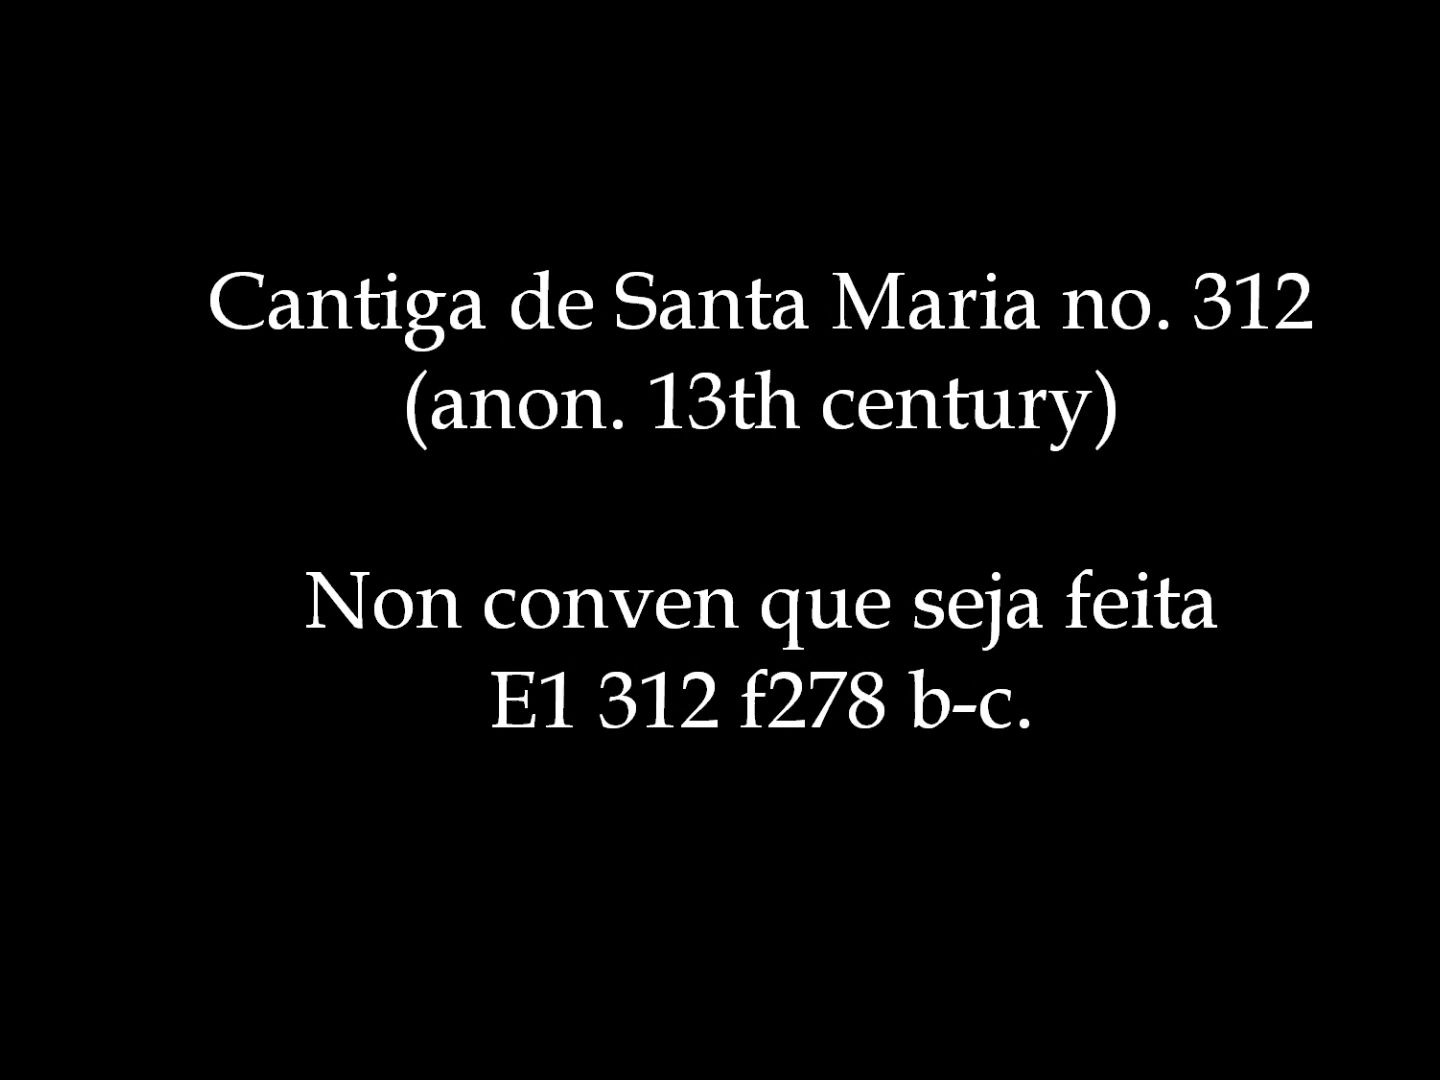 Cantiga de Santa Maria no. 312
(anon. 13th century)
Non conven que seja feita
E1 312 f278 b-c.